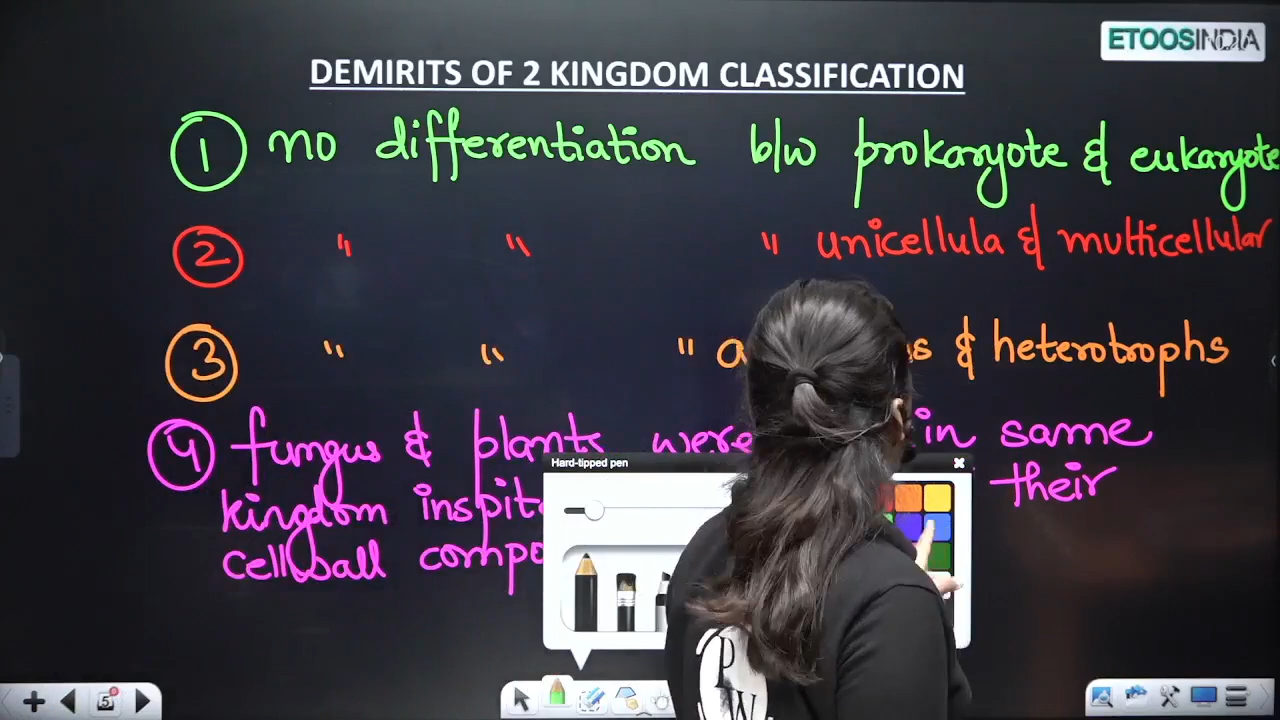 ETOOSINDIA
DEMIRITS OF 2 KINGDOM CLASSIFICATION
1 no differentiation b/w prokaryote & eukaryote
2 " " " unicellula & multicellular
3 " " " & heterotrophs
4 fungus & plants were in same
kingdom their
cellwall
Hard-tipped pen
5
P
W